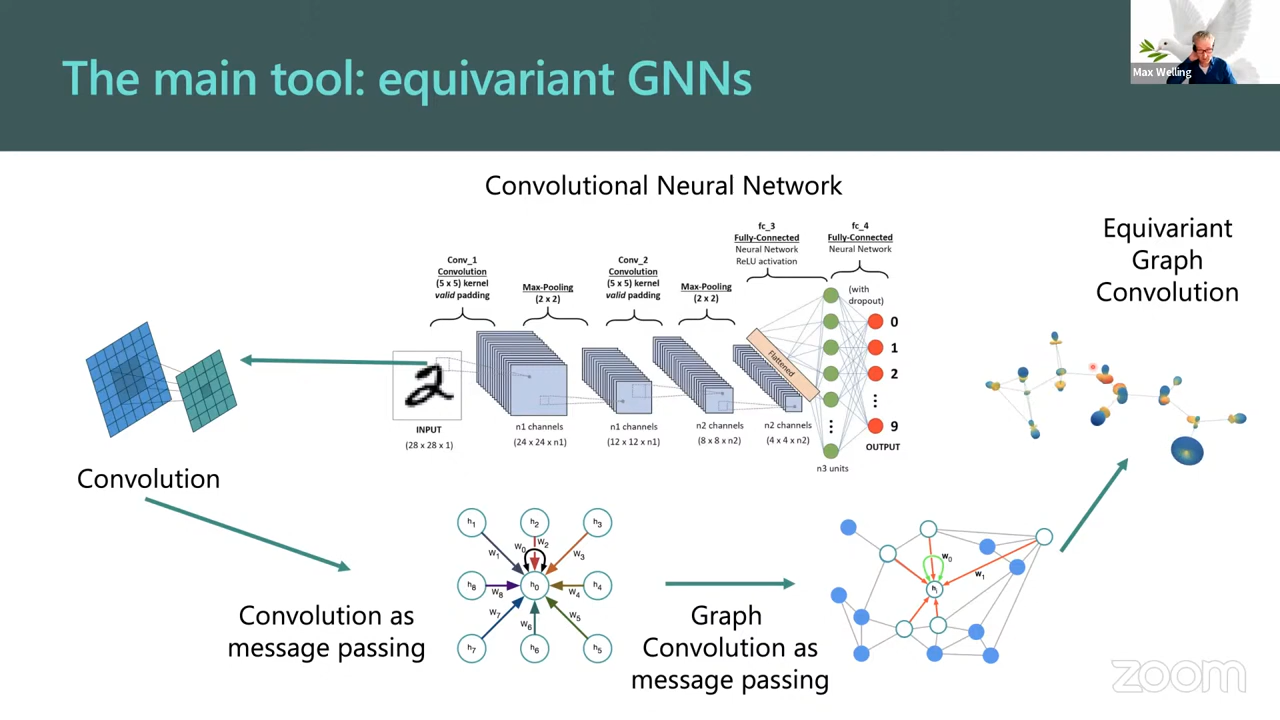 The main tool: equivariant GNNs
Max Welling
Convolutional Neural Network
Conv_1
Convolution
(5 x 5) kernel
valid padding
Max-Pooling
(2 x 2)
Conv_2
Convolution
(5 x 5) kernel
valid padding
Max-Pooling
(2 x 2)
fc_3
Fully-Connected
Neural Network
ReLU activation
fc_4
Fully-Connected
Neural Network
(with
dropout)
Flattened
0
1
2
9
OUTPUT
2
INPUT
(28 x 28 x 1)
n1 channels
(24 x 24 x n1)
n1 channels
(12 x 12 x n1)
n2 channels
(8 x 8 x n2)
n2 channels
(4 x 4 x n2)
n3 units
Equivariant
Graph
Convolution
Convolution
Convolution as
message passing
h₁
h₂
h₃
w₁
w₀
w₂
w₃
h₈
w₈
h₀
w₄
h₄
w₇
w₆
w₅
h₇
h₆
h₅
Graph
Convolution as
message passing
w₀
w₁
hᵢ
zoom